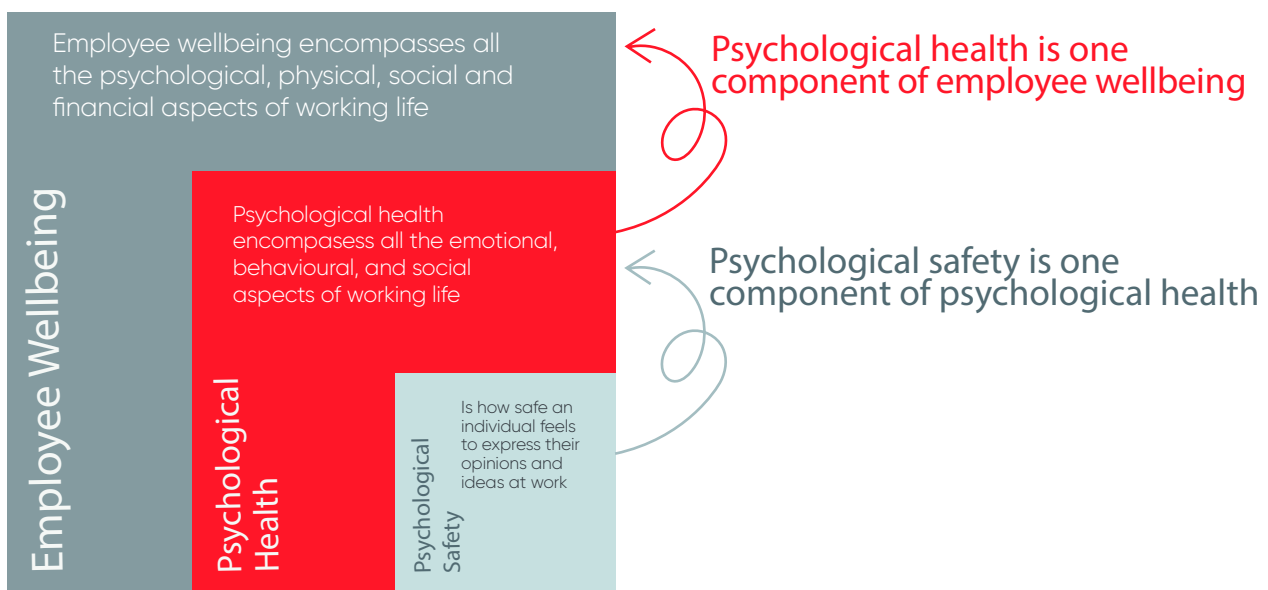 Employee wellbeing encompasses all
the psychological, physical, social and
financial aspects of working life
Employee Wellbeing
Psychological health
encompasess all the emotional,
behavioural, and social
aspects of working life
Psychological
Health
Is how safe an
individual feels
to express their
opinions and
ideas at work
Psychological
Safety
Psychological health is one
component of employee wellbeing
Psychological safety is one
component of psychological health